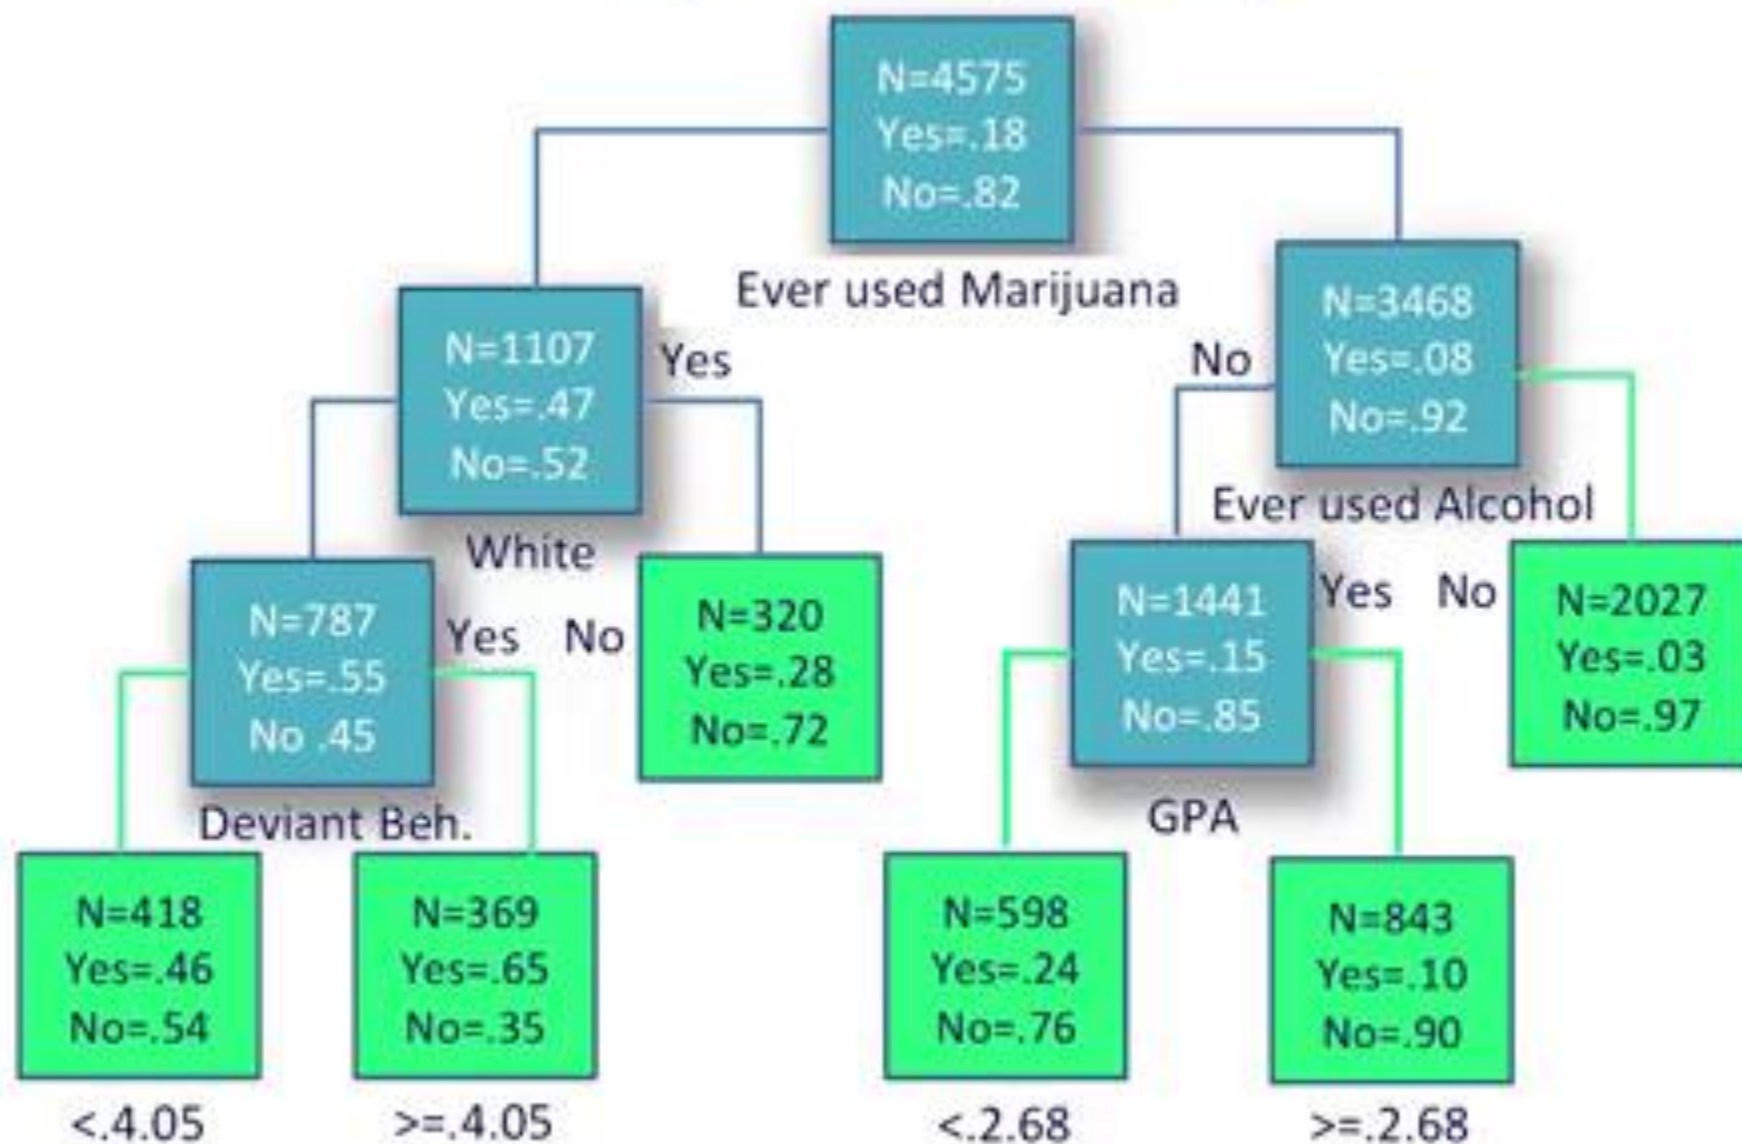 N=4575
Yes=.18
No=.82
Ever used Marijuana
N=1107
Yes=.47
No=.52
Yes
No
N=3468
Yes=.08
No=.92
White
Ever used Alcohol
N=787
Yes=.55
No .45
Yes No
N=320
Yes=.28
No=.72
N=1441
Yes=.15
No=.85
Yes No
N=2027
Yes=.03
No=.97
Deviant Beh.
GPA
N=418
Yes=.46
No=.54
N=369
Yes=.65
No=.35
N=598
Yes=.24
No=.76
N=843
Yes=.10
No=.90
<.4.05
>=.4.05
<.2.68
>=.2.68